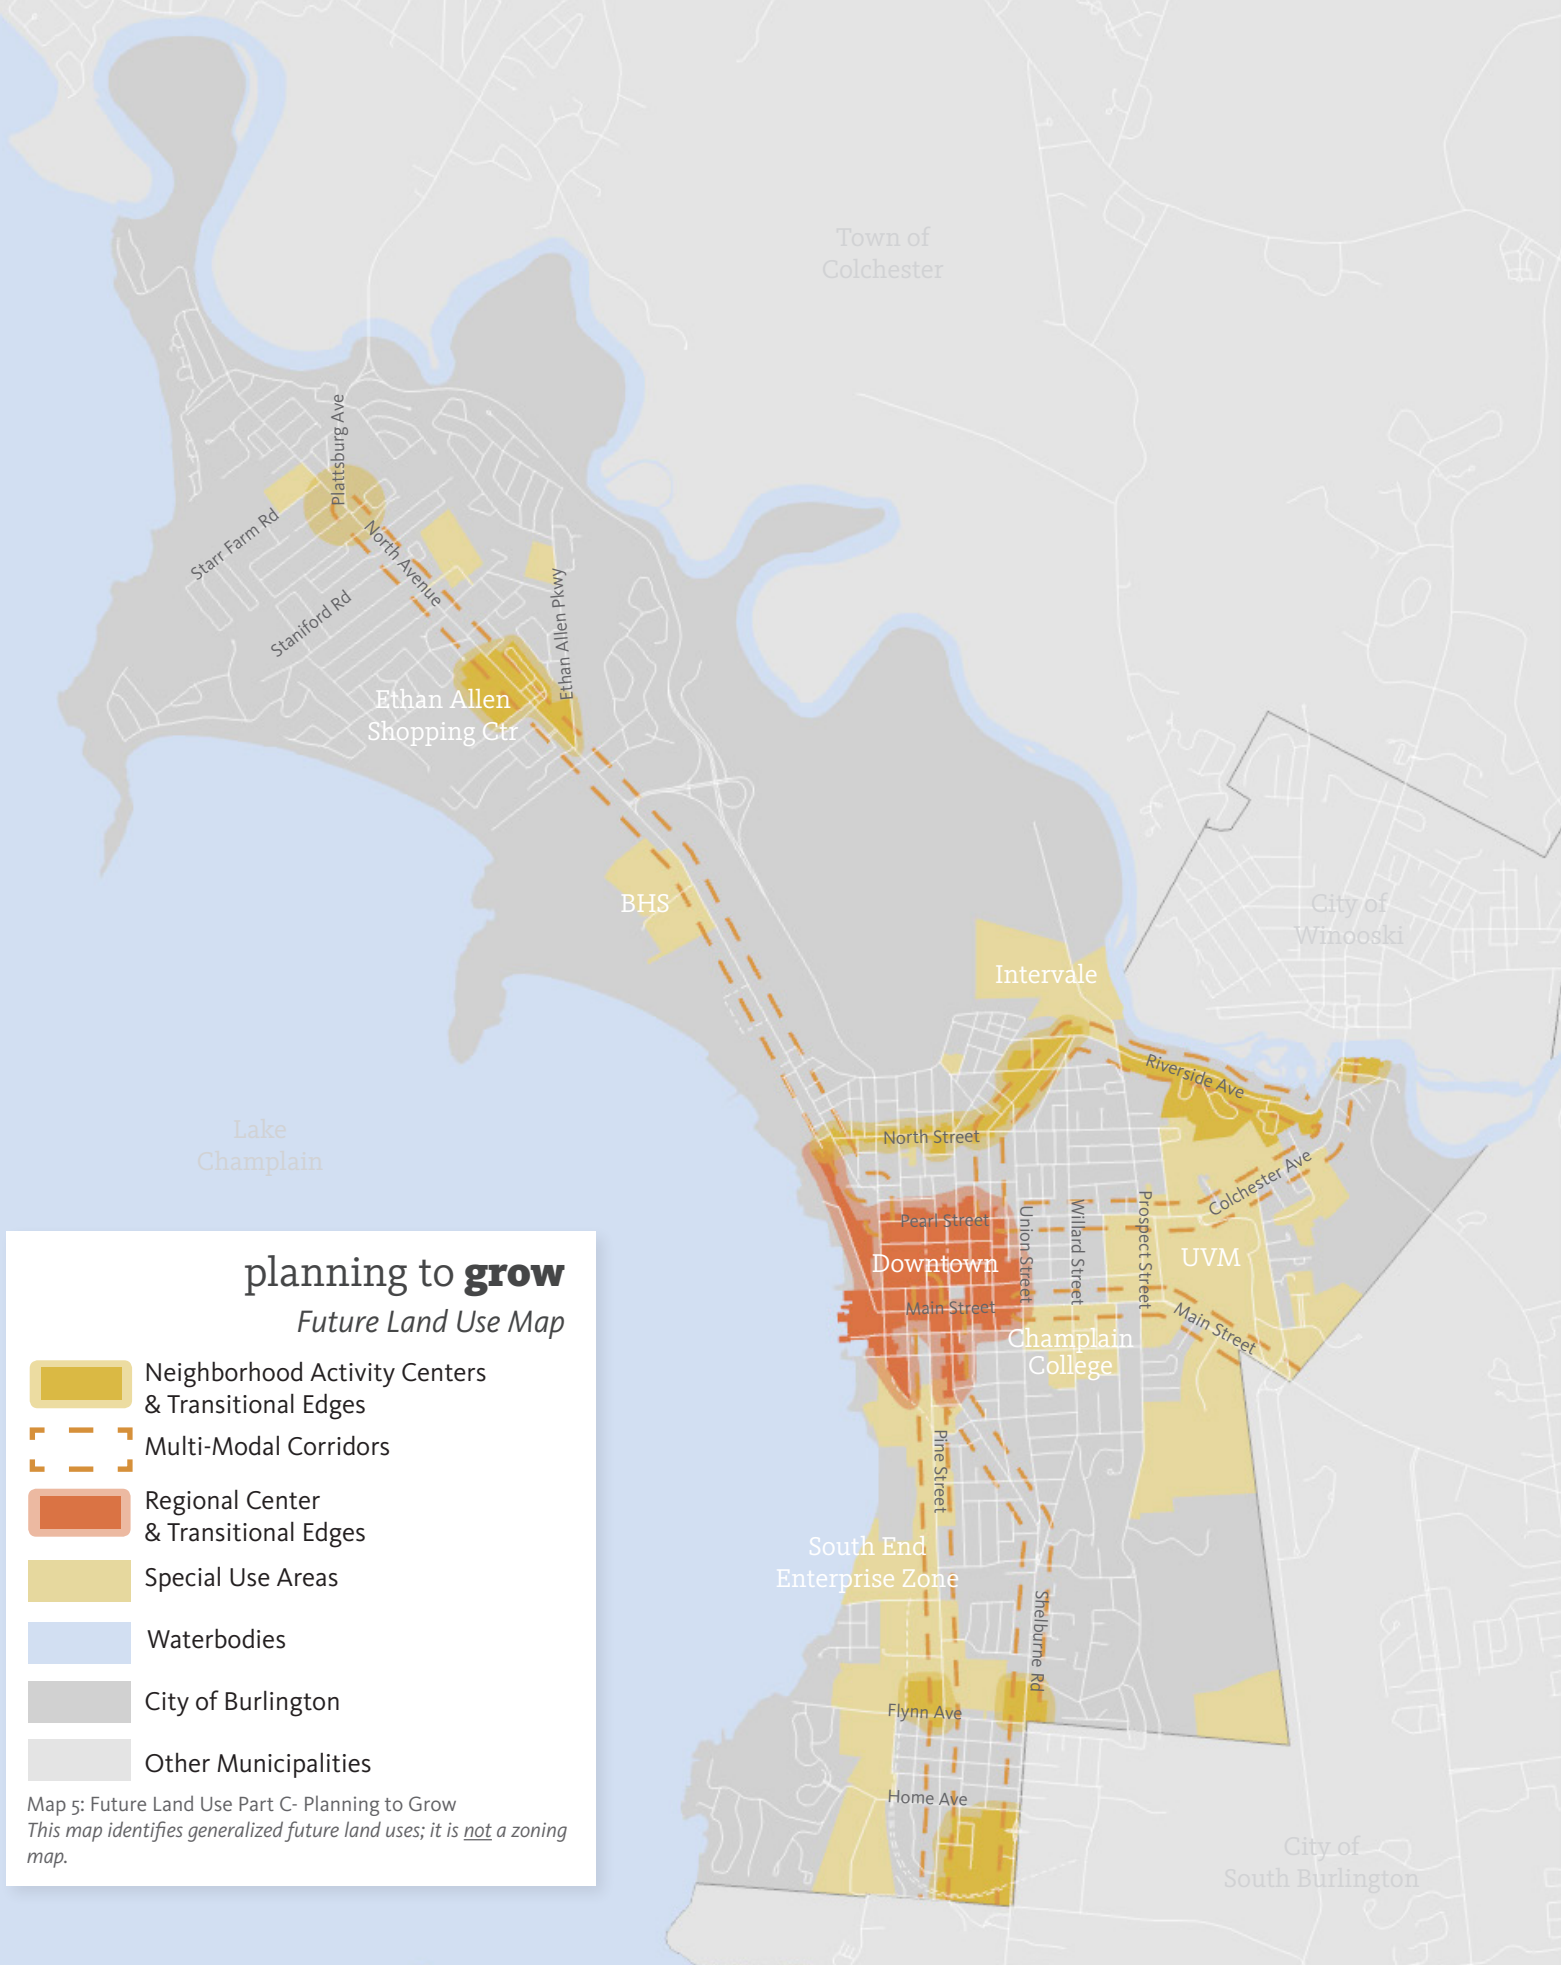 Town of
Colchester
Plattsburg Ave
Starr Farm Rd
North Avenue
Staniford Rd
Ethan Allen Pkwy
Ethan Allen
Shopping Ctr
BHS
City of
Winooski
Intervale
Riverside Ave
Lake
Champlain
North Street
Colchester Ave
Pearl Street
Union Street
Willard Street
Prospect Street
UVM
Downtown
Main Street
Main Street
Champlain
College
Pine Street
South End
Enterprise Zone
Shelburne Rd
Flynn Ave
Home Ave
City of
South Burlington
planning to grow
Future Land Use Map
Neighborhood Activity Centers
& Transitional Edges
Multi-Modal Corridors
Regional Center
& Transitional Edges
Special Use Areas
Waterbodies
City of Burlington
Other Municipalities
Map 5: Future Land Use Part C- Planning to Grow
This map identifies generalized future land uses; it is not a zoning
map.